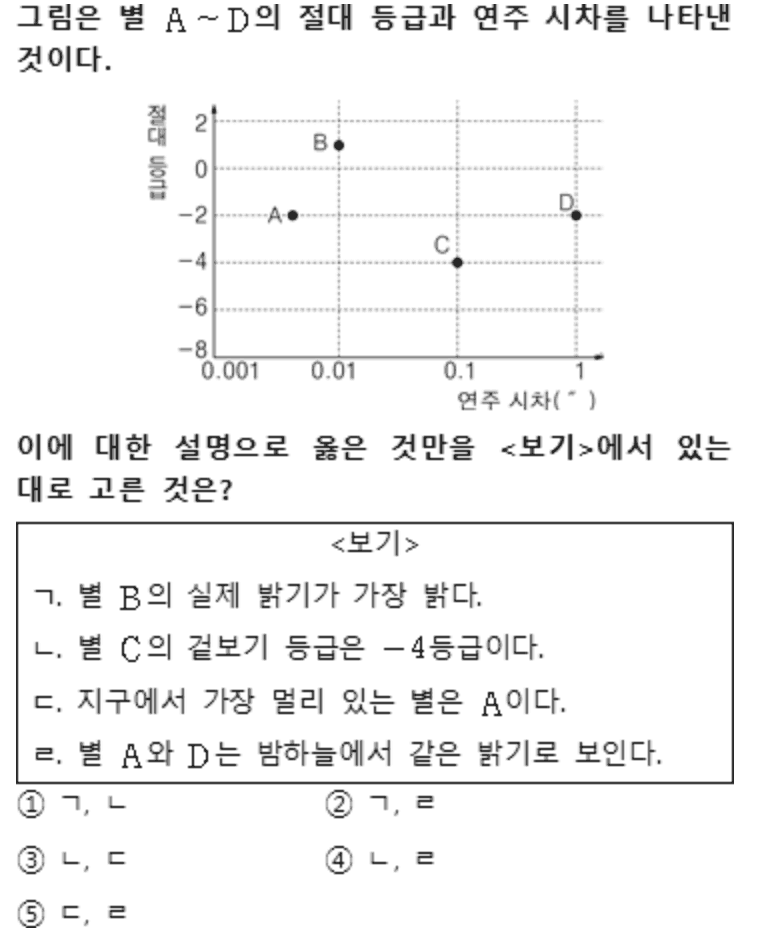 그림은 별 A ~ D의 절대 등급과 연주 시차를 나타낸
것이다.
절대 등급
2
B
0
D
-2
A
C
-4
-6
-8
0.001 0.01 0.1 1
연주 시차( ˝ )
이에 대한 설명으로 옳은 것만을 <보기>에서 있는
대로 고른 것은?
<보기>
ㄱ. 별 B의 실제 밝기가 가장 밝다.
ㄴ. 별 C의 겉보기 등급은 -4등급이다.
ㄷ. 지구에서 가장 멀리 있는 별은 A이다.
ㄹ. 별 A와 D는 밤하늘에서 같은 밝기로 보인다.
① ㄱ, ㄴ ② ㄱ, ㄹ
③ ㄴ, ㄷ ④ ㄴ, ㄹ
⑤ ㄷ, ㄹ